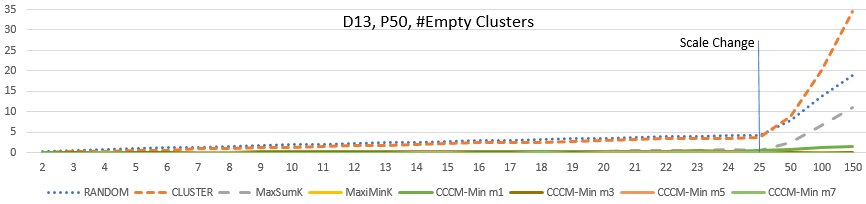 D13, P50, #Empty Clusters
35
30
25
20
15
10
5
0
Scale Change
2 3 4 5 6 7 8 9 10 11 12 13 14 15 16 17 18 19 20 21 22 23 24 25 50 100 150
RANDOM CLUSTER MaxSumK MaxiMinK CCCM-Min m1 CCCM-Min m3 CCCM-Min m5 CCCM-Min m7